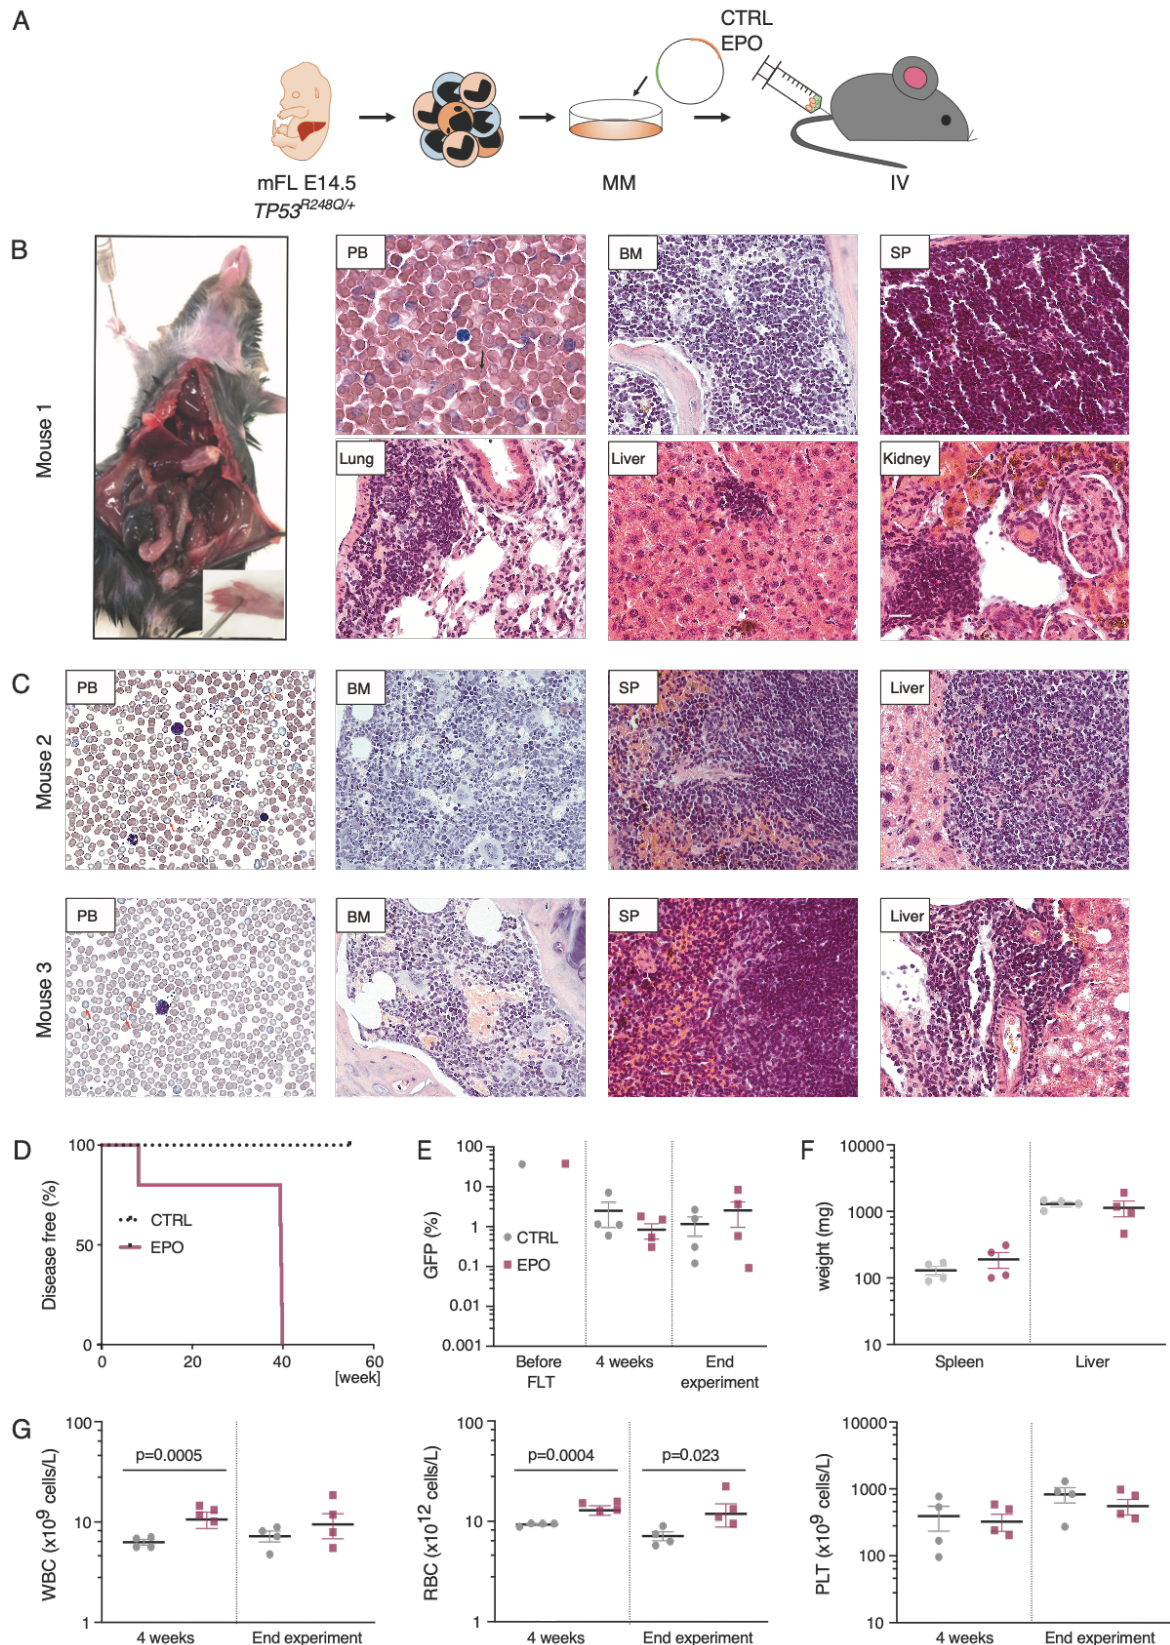 A
CTRL
EPO
mFL E14.5
TP53R248Q/+
MM
IV
B
Mouse 1
PB
BM
SP
Lung
Liver
Kidney
C
Mouse 2
PB
BM
SP
Liver
Mouse 3
PB
BM
SP
Liver
D
Disease free (%)
100
50
0
CTRL
EPO
0
20
40
60
[week]
E
GFP (%)
100
10
1
0.1
0.01
0.001
CTRL
EPO
Before
FLT
4 weeks
End
experiment
F
weight (mg)
10000
1000
100
10
Spleen
Liver
G
WBC (x10⁹ cells/L)
100
10
1
p=0.0005
4 weeks
End experiment
RBC (x10¹² cells/L)
100
10
1
p=0.0004
p=0.023
4 weeks
End experiment
PLT (x10⁹ cells/L)
10000
1000
100
10
4 weeks
End experiment